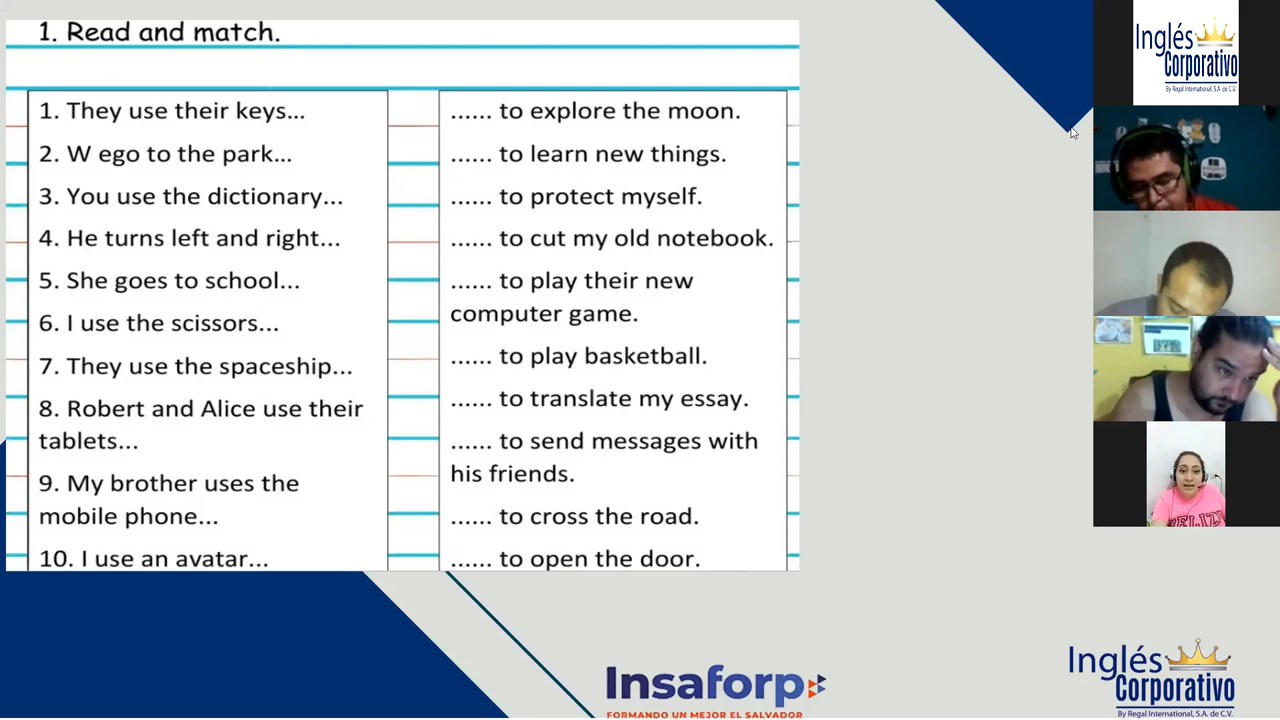 1. Read and match.
1. They use their keys...
2. W ego to the park...
3. You use the dictionary...
4. He turns left and right...
5. She goes to school...
6. I use the scissors...
7. They use the spaceship...
8. Robert and Alice use their
tablets...
9. My brother uses the
mobile phone...
10. I use an avatar...
...... to explore the moon.
...... to learn new things.
...... to protect myself.
...... to cut my old notebook.
...... to play their new
computer game.
...... to play basketball.
...... to translate my essay.
...... to send messages with
his friends.
...... to cross the road.
...... to open the door.
Inglés
Corporativo
By Regal International, S.A. de C.V.
BELIZE
Insaforp
FORMANDO UN MEJOR EL SALVADOR
Inglés
Corporativo
By Regal International, S.A. de C.V.